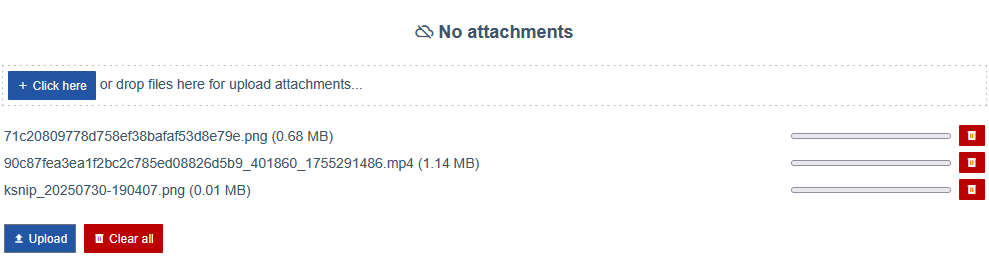 No attachments
+ Click here or drop files here for upload attachments...
71c20809778d758ef38bafaf53d8e79e.png (0.68 MB)
90c87fea3ea1f2bc2c785ed08826d5b9_401860_1755291486.mp4 (1.14 MB)
ksnip_20250730-190407.png (0.01 MB)
Upload Clear all